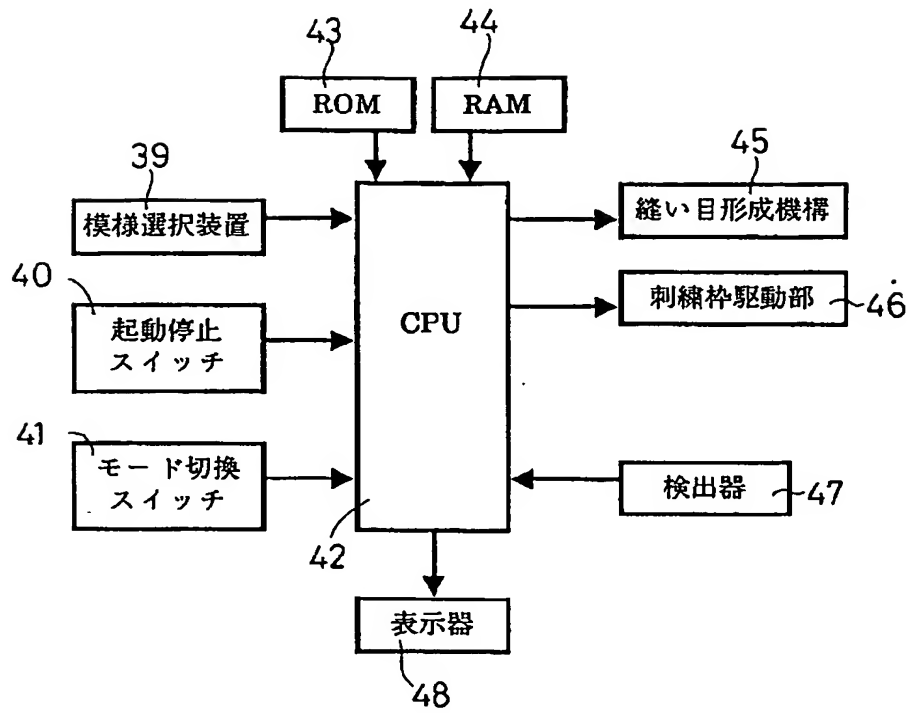 43
44
ROM
RAM
39
模様選択装置
45
縫い目形成機構
40
起動停止
スイッチ
CPU
刺繍枠駆動部
46
41
モード切換
スイッチ
42
検出器
47
表示器
48